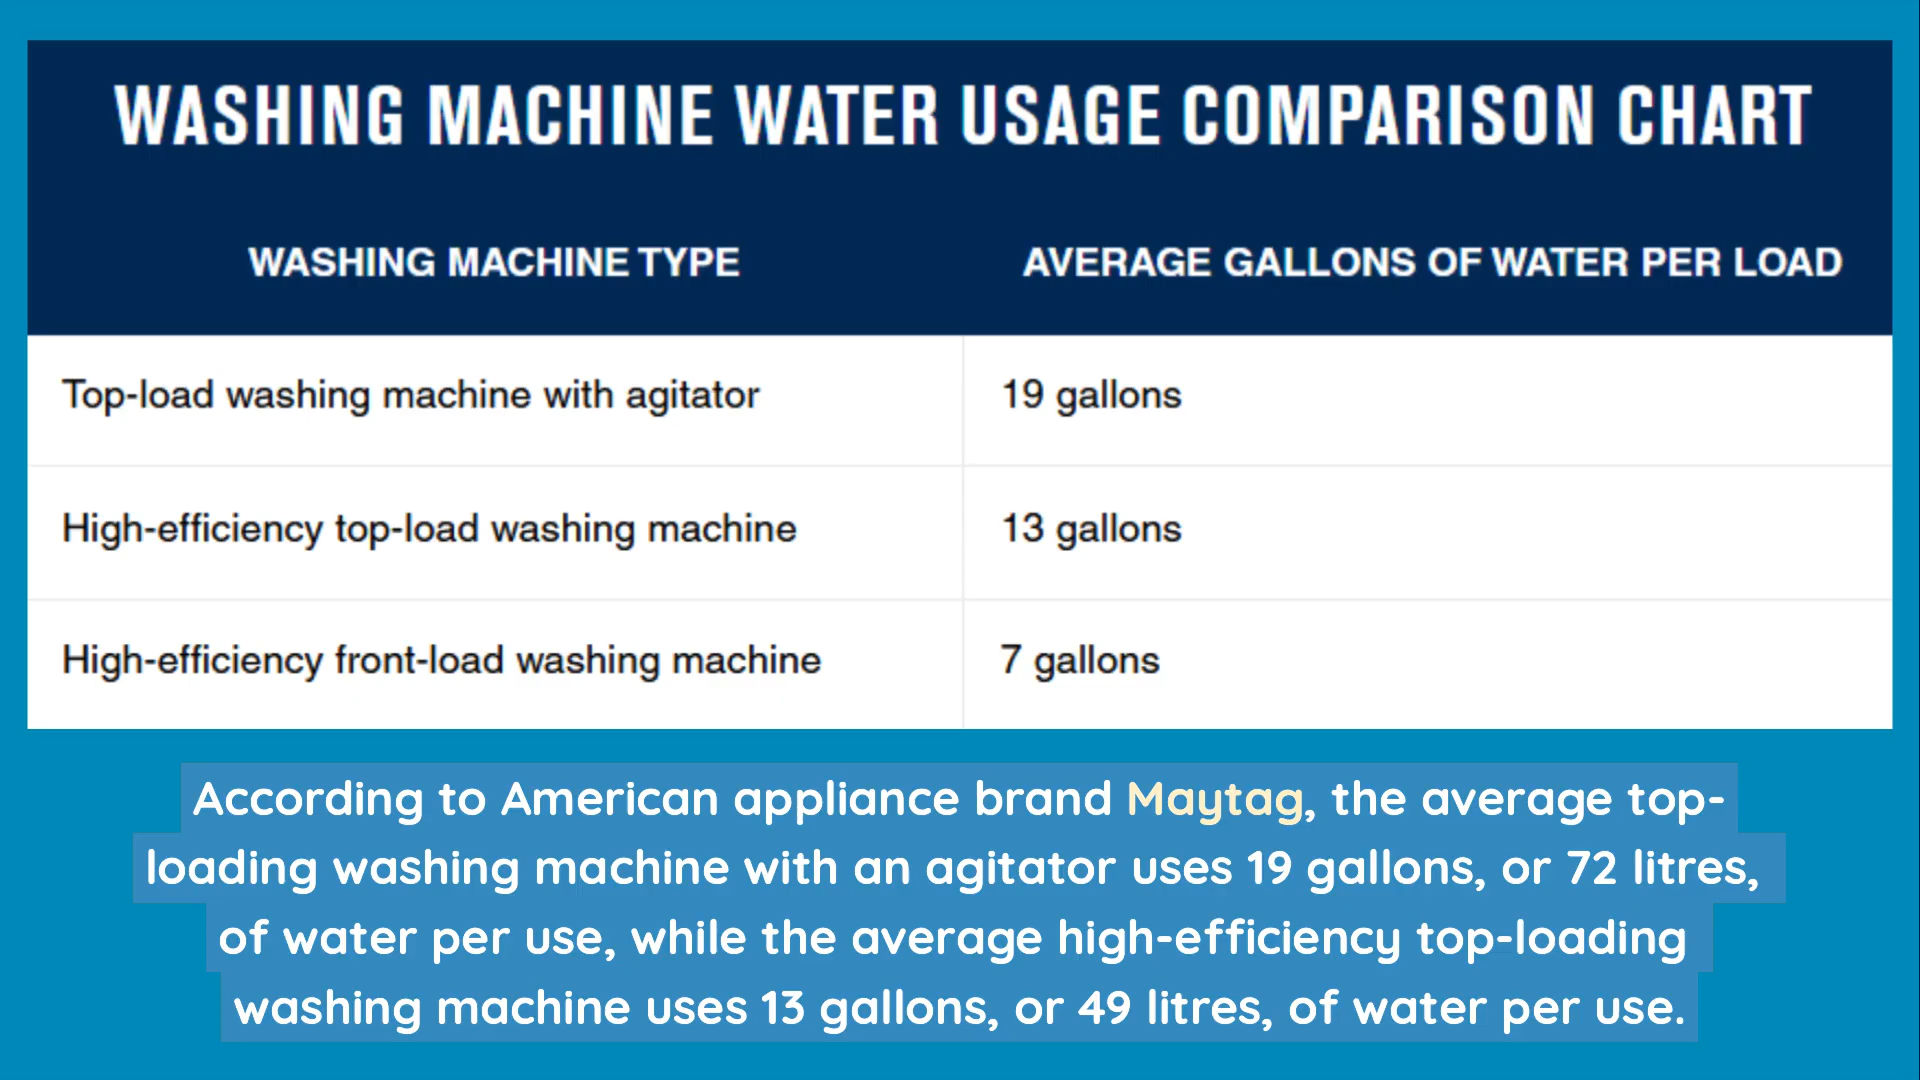 WASHING MACHINE WATER USAGE COMPARISON CHART
WASHING MACHINE TYPE AVERAGE GALLONS OF WATER PER LOAD
Top-load washing machine with agitator 19 gallons
High-efficiency top-load washing machine 13 gallons
High-efficiency front-load washing machine 7 gallons
According to American appliance brand Maytag, the average top-
loading washing machine with an agitator uses 19 gallons, or 72 litres,
of water per use, while the average high-efficiency top-loading
washing machine uses 13 gallons, or 49 litres, of water per use.